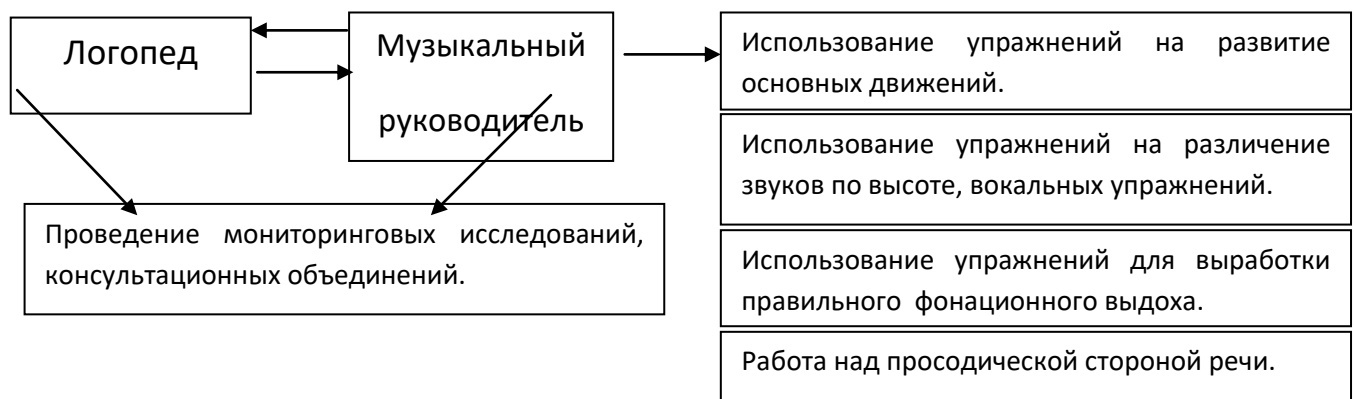 Логопед
Музыкальный
руководитель
Проведение мониторинговых исследований,
консультационных объединений.
Использование упражнений на развитие
основных движений.
Использование упражнений на различение
звуков по высоте, вокальных упражнений.
Использование упражнений для выработки
правильного фонационного выдоха.
Работа над просодической стороной речи.